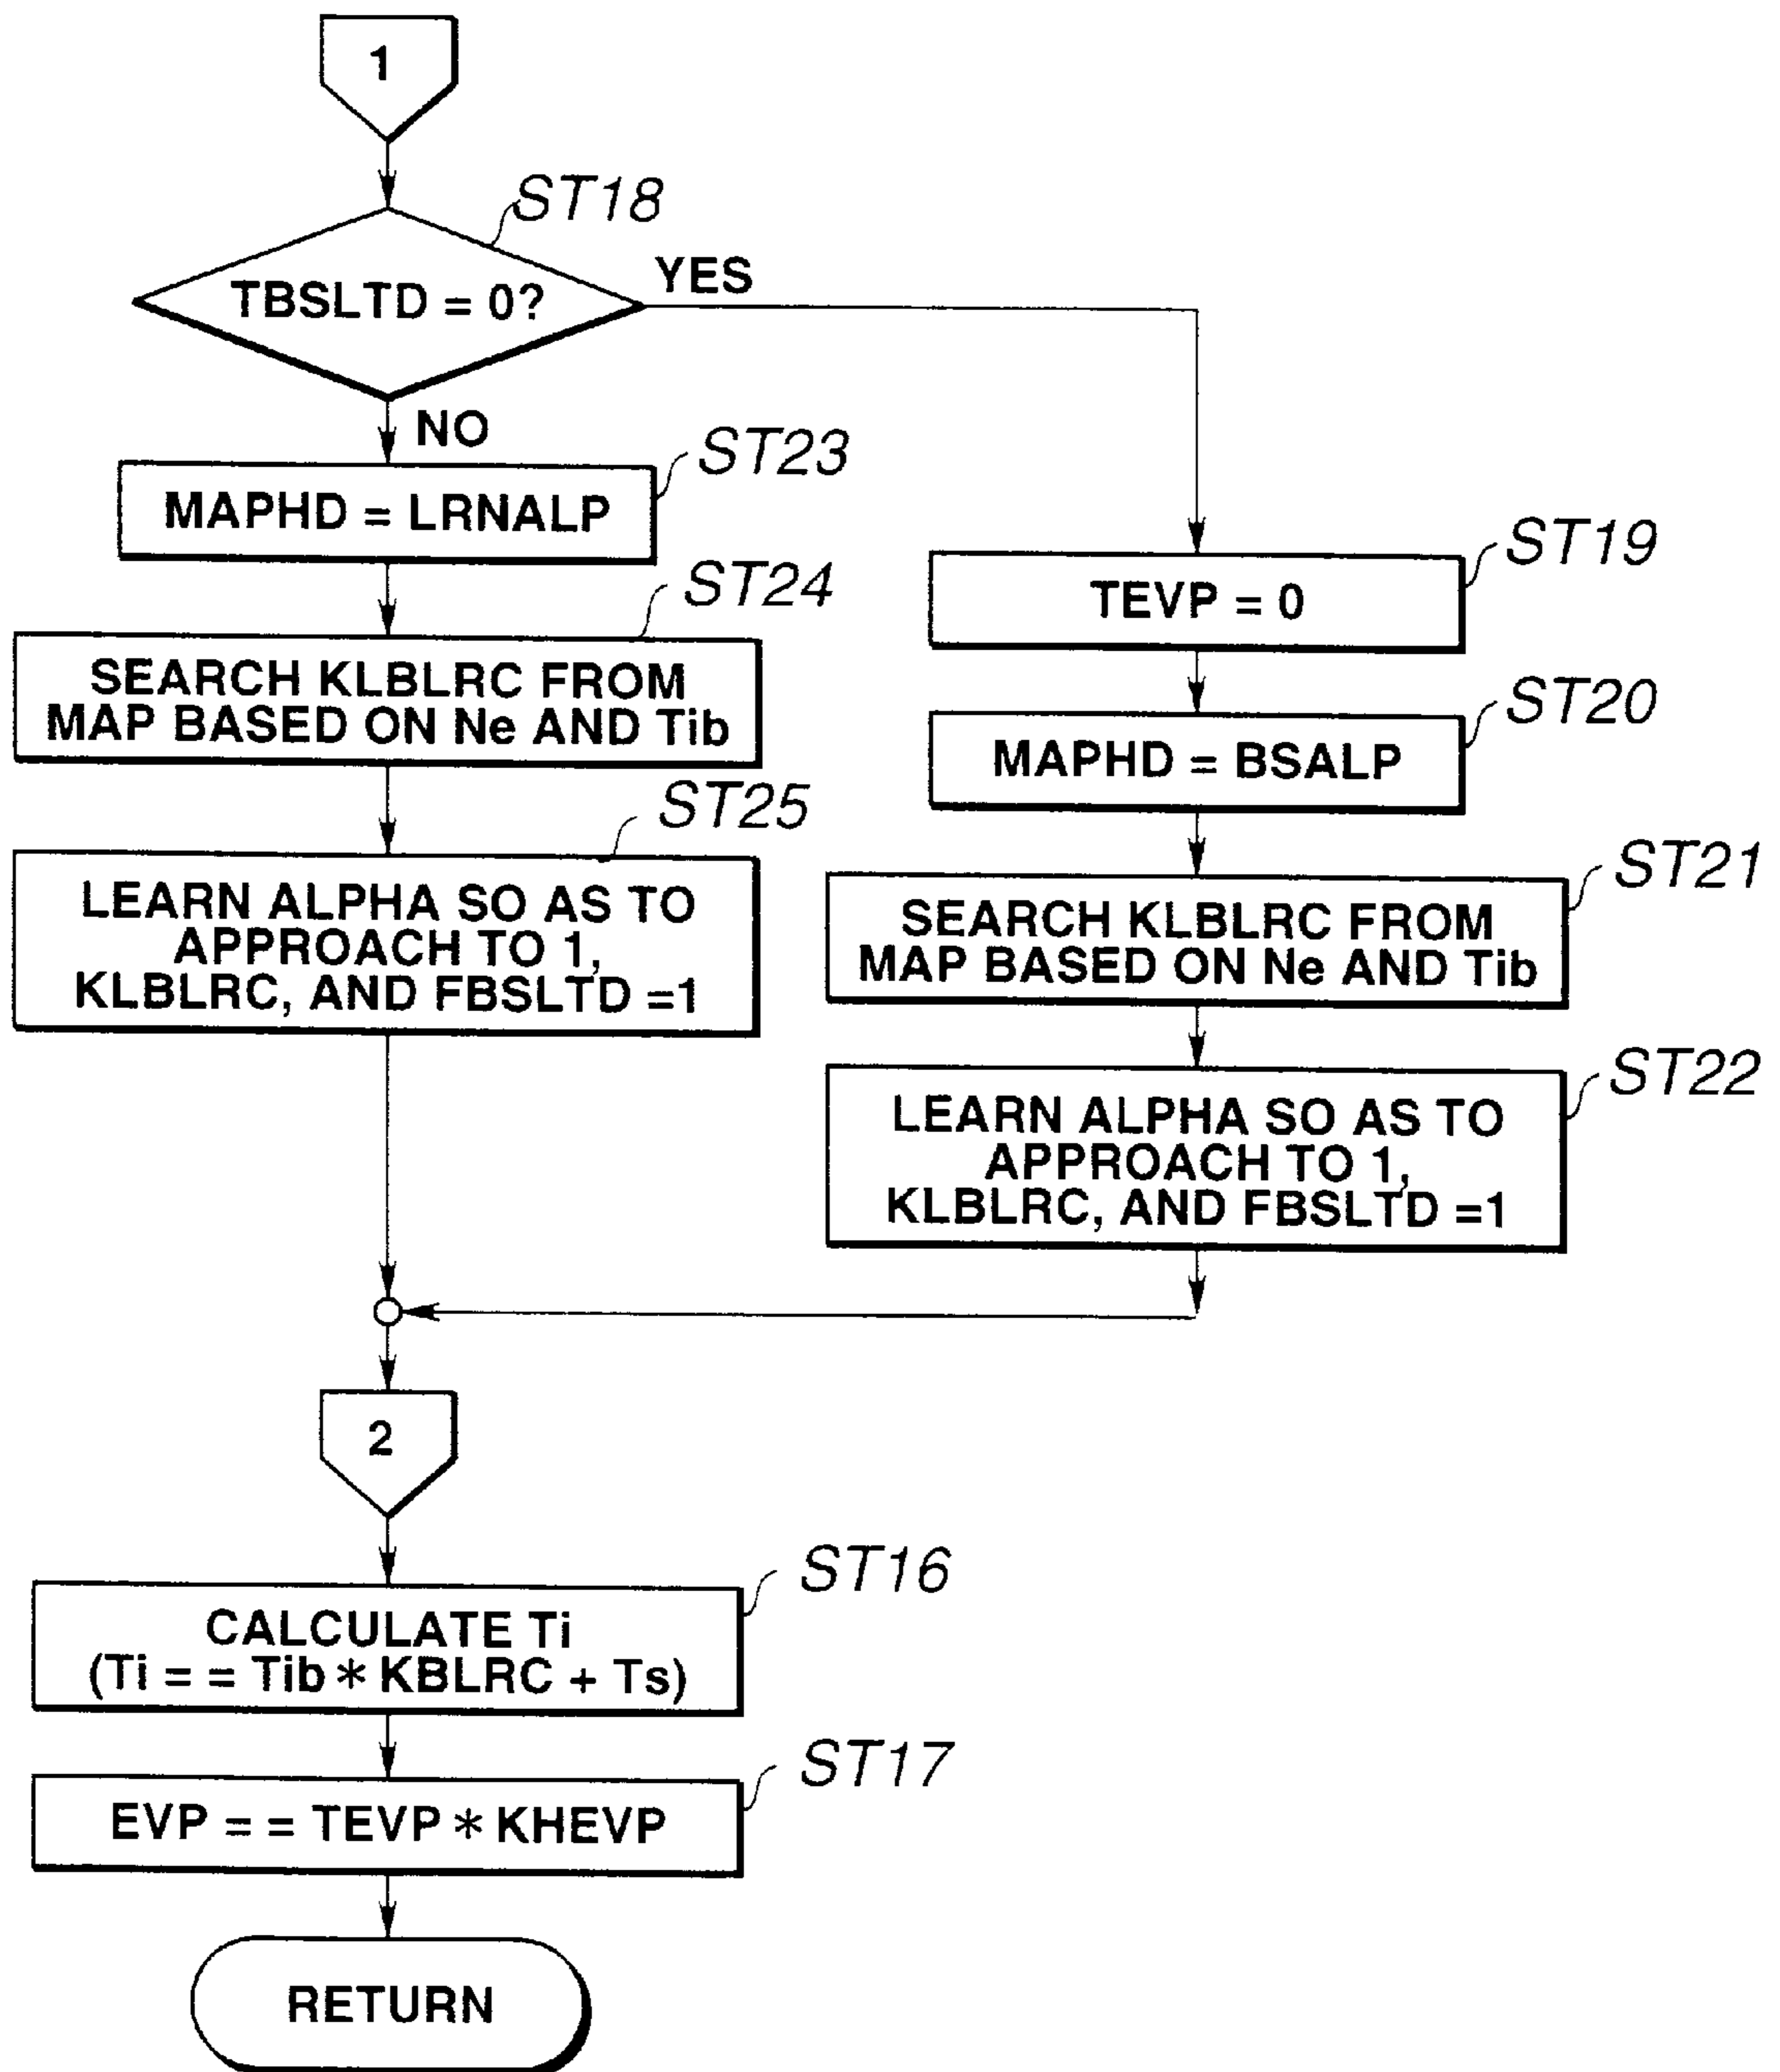 1
ST18
TBSLTD = 0?
YES
NO
ST23
MAPHD = LRNALP
ST24
SEARCH KLBLRC FROM
MAP BASED ON Ne AND Tib
ST25
LEARN ALPHA SO AS TO
APPROACH TO 1,
KLBLRC, AND FBSLTD =1
ST19
TEVP = 0
ST20
MAPHD = BSALP
ST21
SEARCH KLBLRC FROM
MAP BASED ON Ne AND Tib
ST22
LEARN ALPHA SO AS TO
APPROACH TO 1,
KLBLRC, AND FBSLTD =1
2
ST16
CALCULATE Ti
(Ti = = Tib * KBLRC + Ts)
ST17
EVP = = TEVP * KHEVP
RETURN